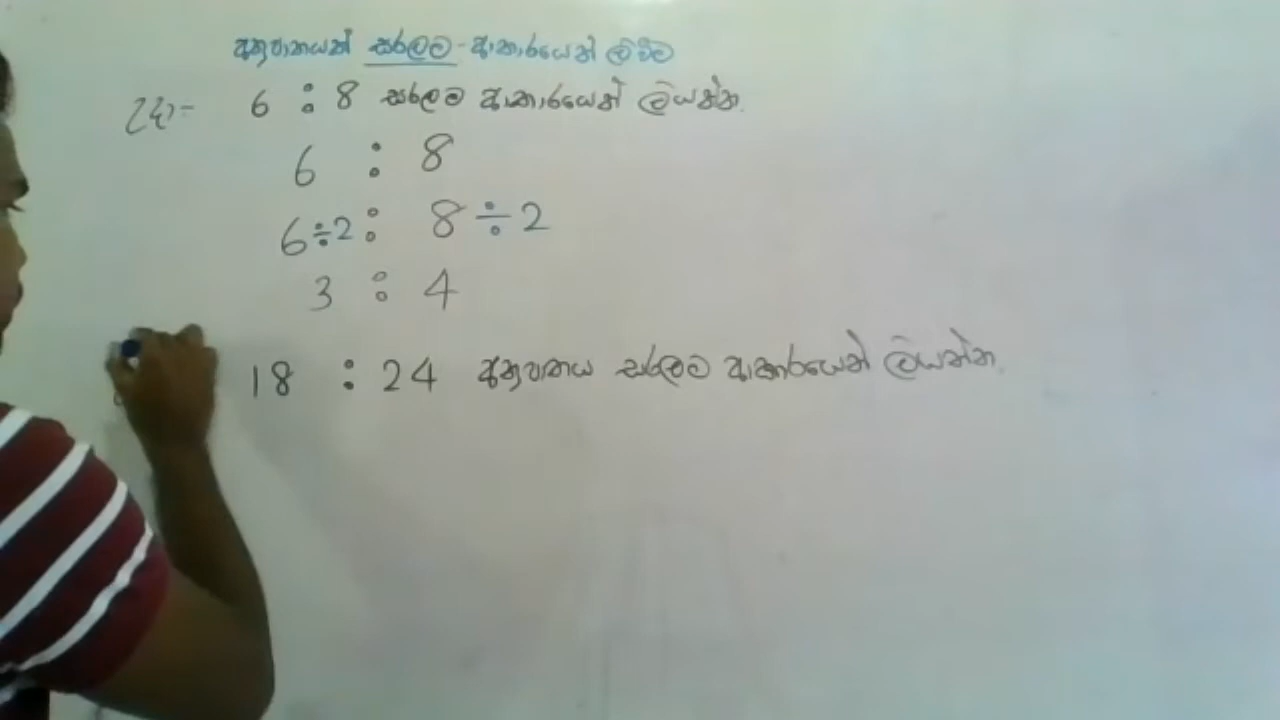 අනුපාතයක් සරලම ආකාරයෙන් ලිවීම
උදා:- 6 : 8 සරලම ආකාරයෙන් ලියන්න.
6 : 8
6÷2 : 8÷2
3 : 4
18 : 24 අනුපාතය සරලම ආකාරයෙන් ලියන්න.